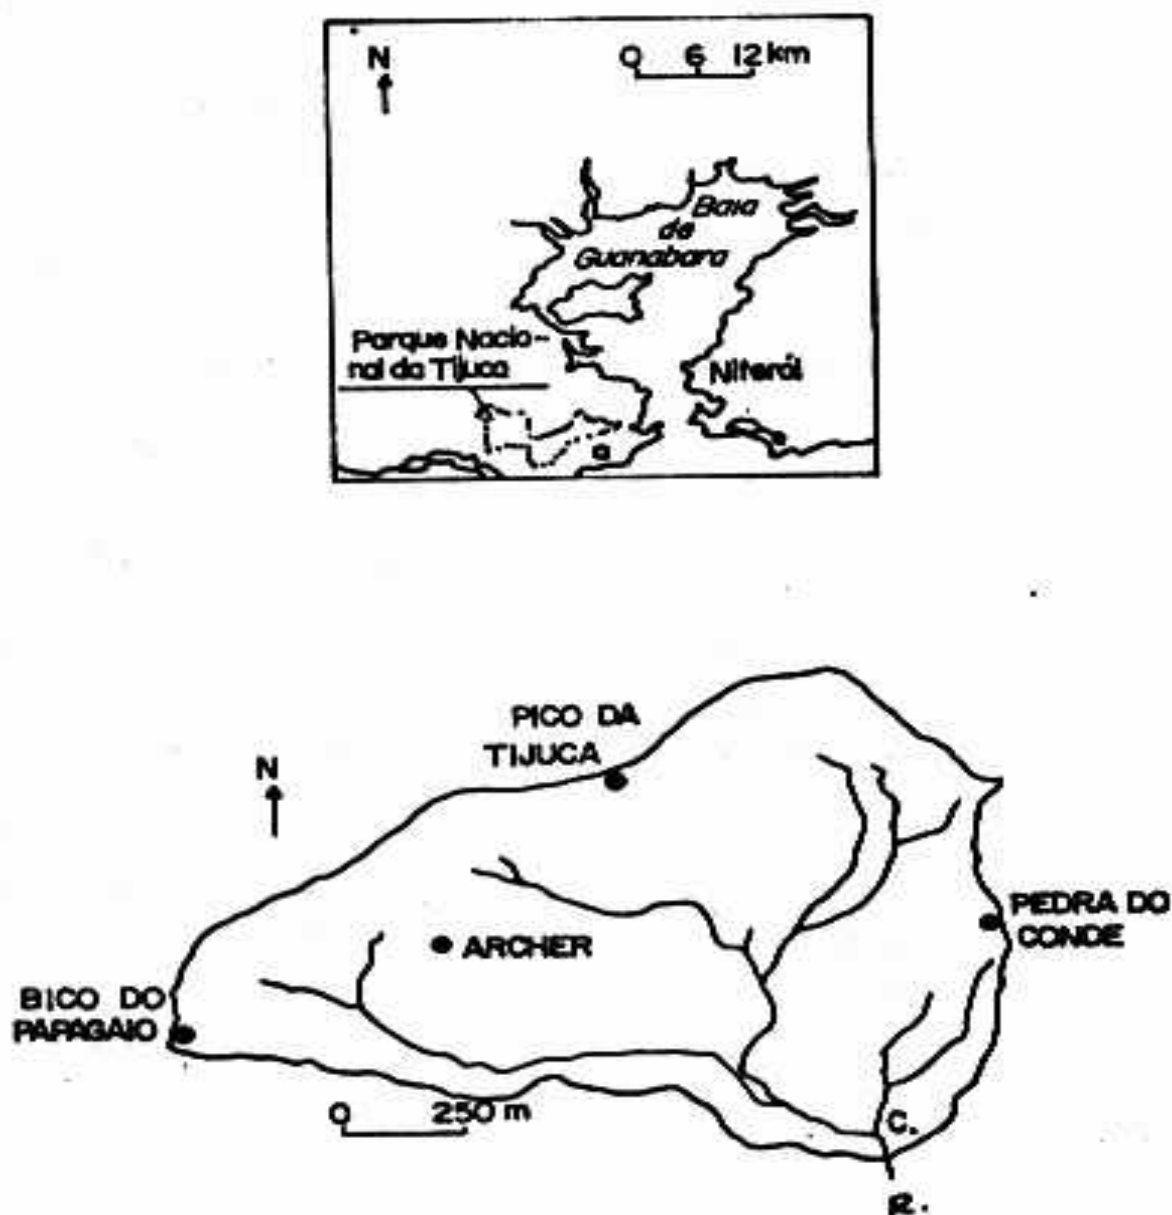 N
0 6 12 km
Baia
de
Guanabara
Parque Nacio-
nal da Tijuca
Niterói
a
PICO DA
TIJUCA
N
PEDRA DO
CONDE
ARCHER
BICO DO
PAPAGAIO
0 250 m
C.
R.